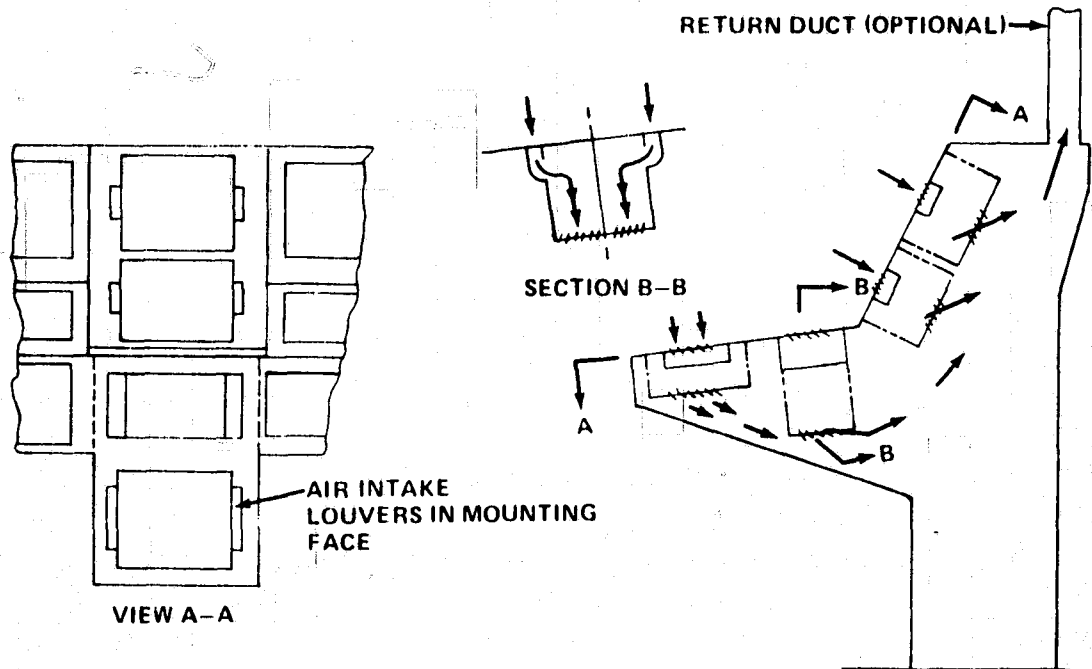 RETURN DUCT (OPTIONAL)
A
SECTION B–B
B
A
B
AIR INTAKE
LOUVERS IN MOUNTING
FACE
VIEW A–A